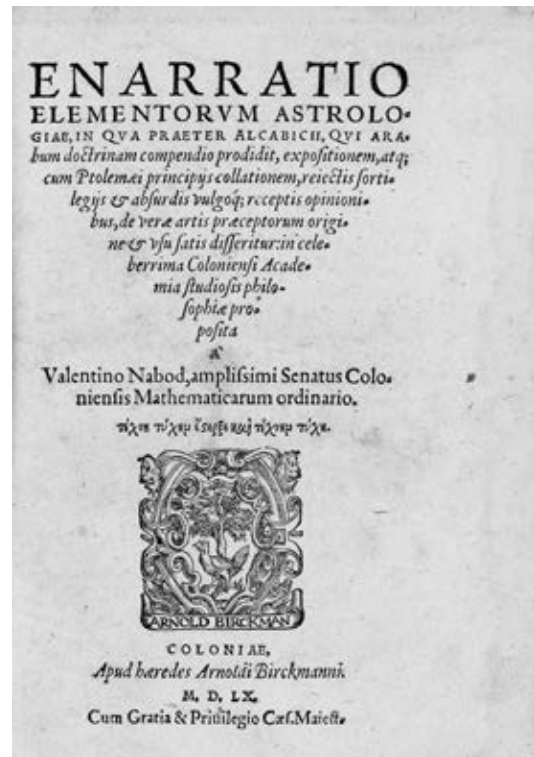 ENARRATIO
ELEMENTORVM ASTROLO-
GIAE, IN QVA PRAETER ALCABICII, QVI ARA-
bum doctrinam compendio prodidit, expositionem, atq;
cum Ptolemæi principijs collationem, reiectis sorti-
legijs & absurdis vulgoq́; receptis opinioni-
bus, de veræ artis præceptorum origi-
ne & vsu satis disseritur: in cele-
berrima Coloniensi Acade-
mia studiosis philo-
sophiæ pro-
posita
A
Valentino Nabod, amplissimi Senatus Colo-
niensis Mathematicarum ordinario.
τύχην
ARNOLD BIRCKMAN
COLONIAE,
Apud hæredes Arnoldi Birckmanni.
M. D. LX.
Cum Gratia & Priuilegio Cæs. Maiest.